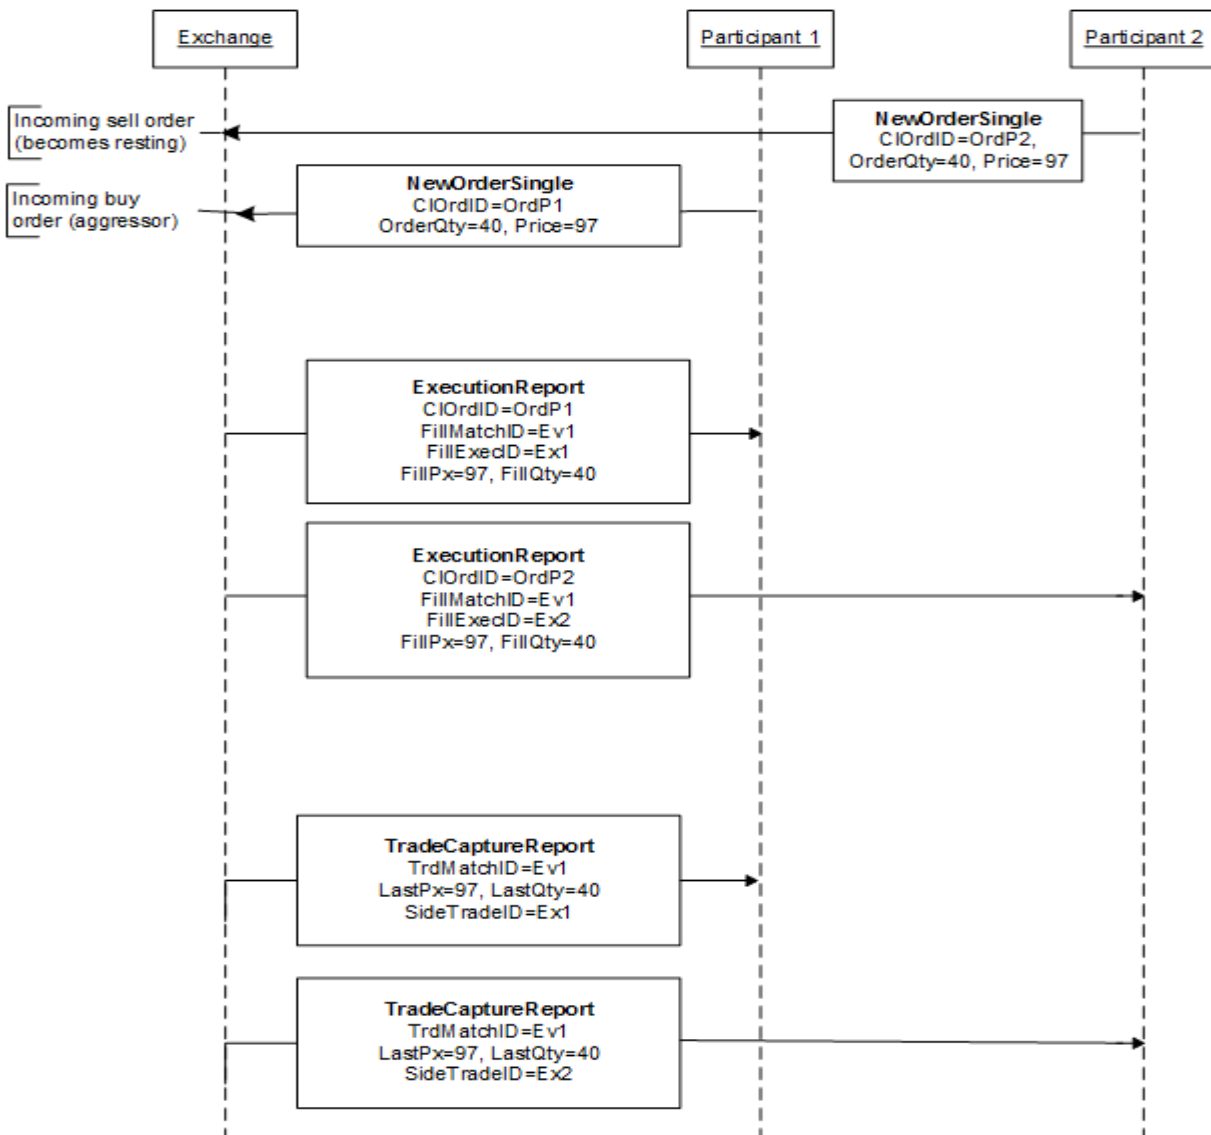 Exchange
Participant 1
Participant 2
Incoming sell order
(becomes resting)
NewOrderSingle
ClOrdID=OrdP2,
OrderQty=40, Price=97
Incoming buy
order (aggressor)
NewOrderSingle
ClOrdID=OrdP1
OrderQty=40, Price=97
ExecutionReport
ClOrdID=OrdP1
FillMatchID=Ev1
FillExecID=Ex1
FillPx=97, FillQty=40
ExecutionReport
ClOrdID=OrdP2
FillMatchID=Ev1
FillExecID=Ex2
FillPx=97, FillQty=40
TradeCaptureReport
TrdMatchID=Ev1
LastPx=97, LastQty=40
SideTradeID=Ex1
TradeCaptureReport
TrdMatchID=Ev1
LastPx=97, LastQty=40
SideTradeID=Ex2